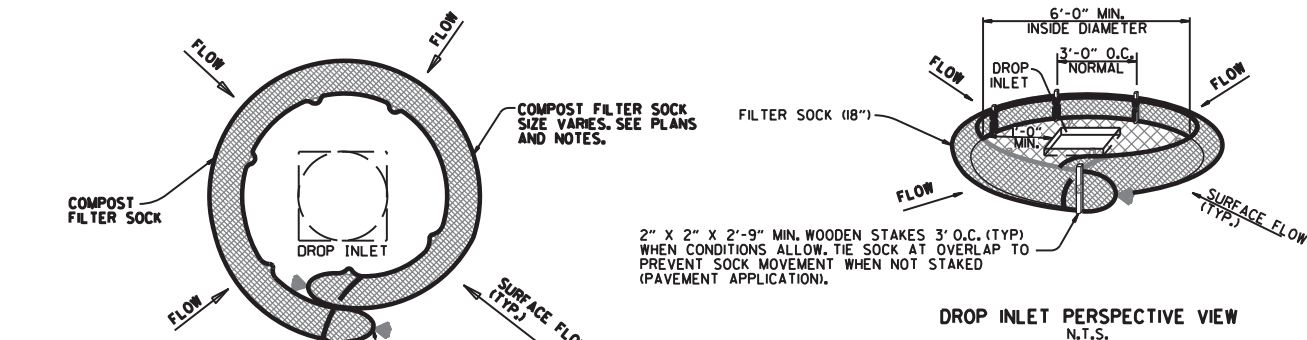 FLOW
FLOW
COMPOST FILTER SOCK
SIZE VARIES. SEE PLANS
AND NOTES.
COMPOST
FILTER SOCK
DROP INLET
FLOW
SURFACE FLOW
(TYP.)
6'-0" MIN.
INSIDE DIAMETER
3'-0" O.C.
NORMAL
DROP
INLET
FLOW
FLOW
FILTER SOCK (18")
1'-0"
MIN.
FLOW
SURFACE FLOW
(TYP.)
2" X 2" X 2'-9" MIN. WOODEN STAKES 3' O.C. (TYP)
WHEN CONDITIONS ALLOW. TIE SOCK AT OVERLAP TO
PREVENT SOCK MOVEMENT WHEN NOT STAKED
(PAVEMENT APPLICATION).
DROP INLET PERSPECTIVE VIEW
N.T.S.